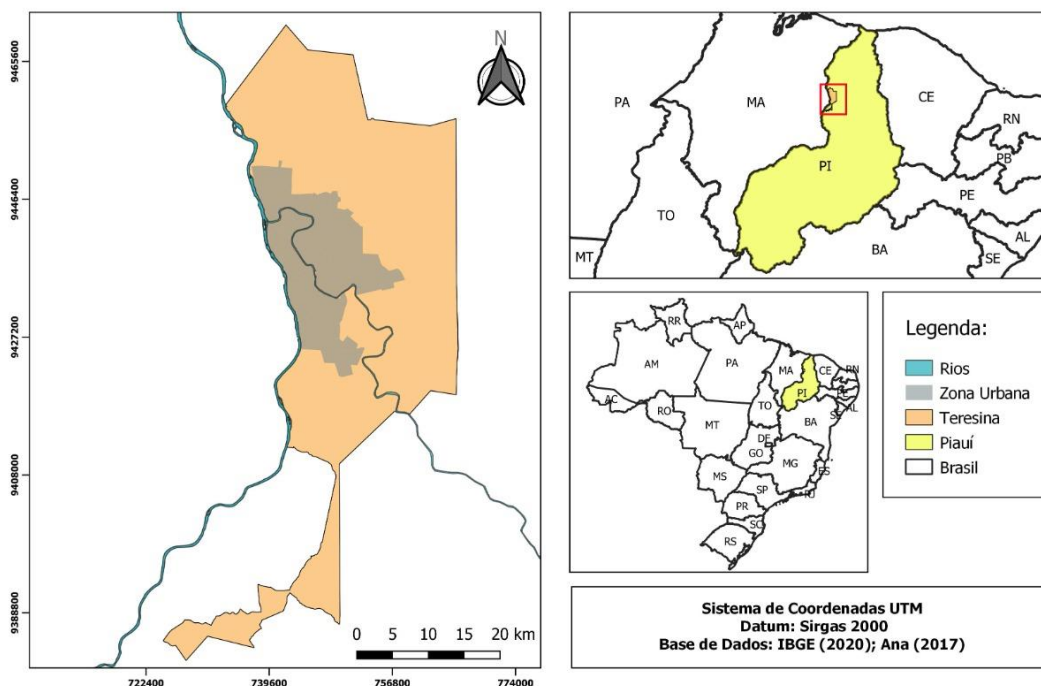 N
9465600
9446400
9427200
9408000
9388800
0 5 10 15 20 km
722400 739600 756800 774000
PA
MA
CE
RN
PB
PI
PE
TO
AL
BA
SE
MT
RR
AP
AM
PA
MA
CE
RN
PE
PI
AC
TO
AL
SE
RO
BA
MT
DF
GO
MG
ES
MS
SP
RJ
PR
SC
RS
Legenda:
Rios
Zona Urbana
Teresina
Piauí
Brasil
Sistema de Coordenadas UTM
Datum: Sirgas 2000
Base de Dados: IBGE (2020); Ana (2017)